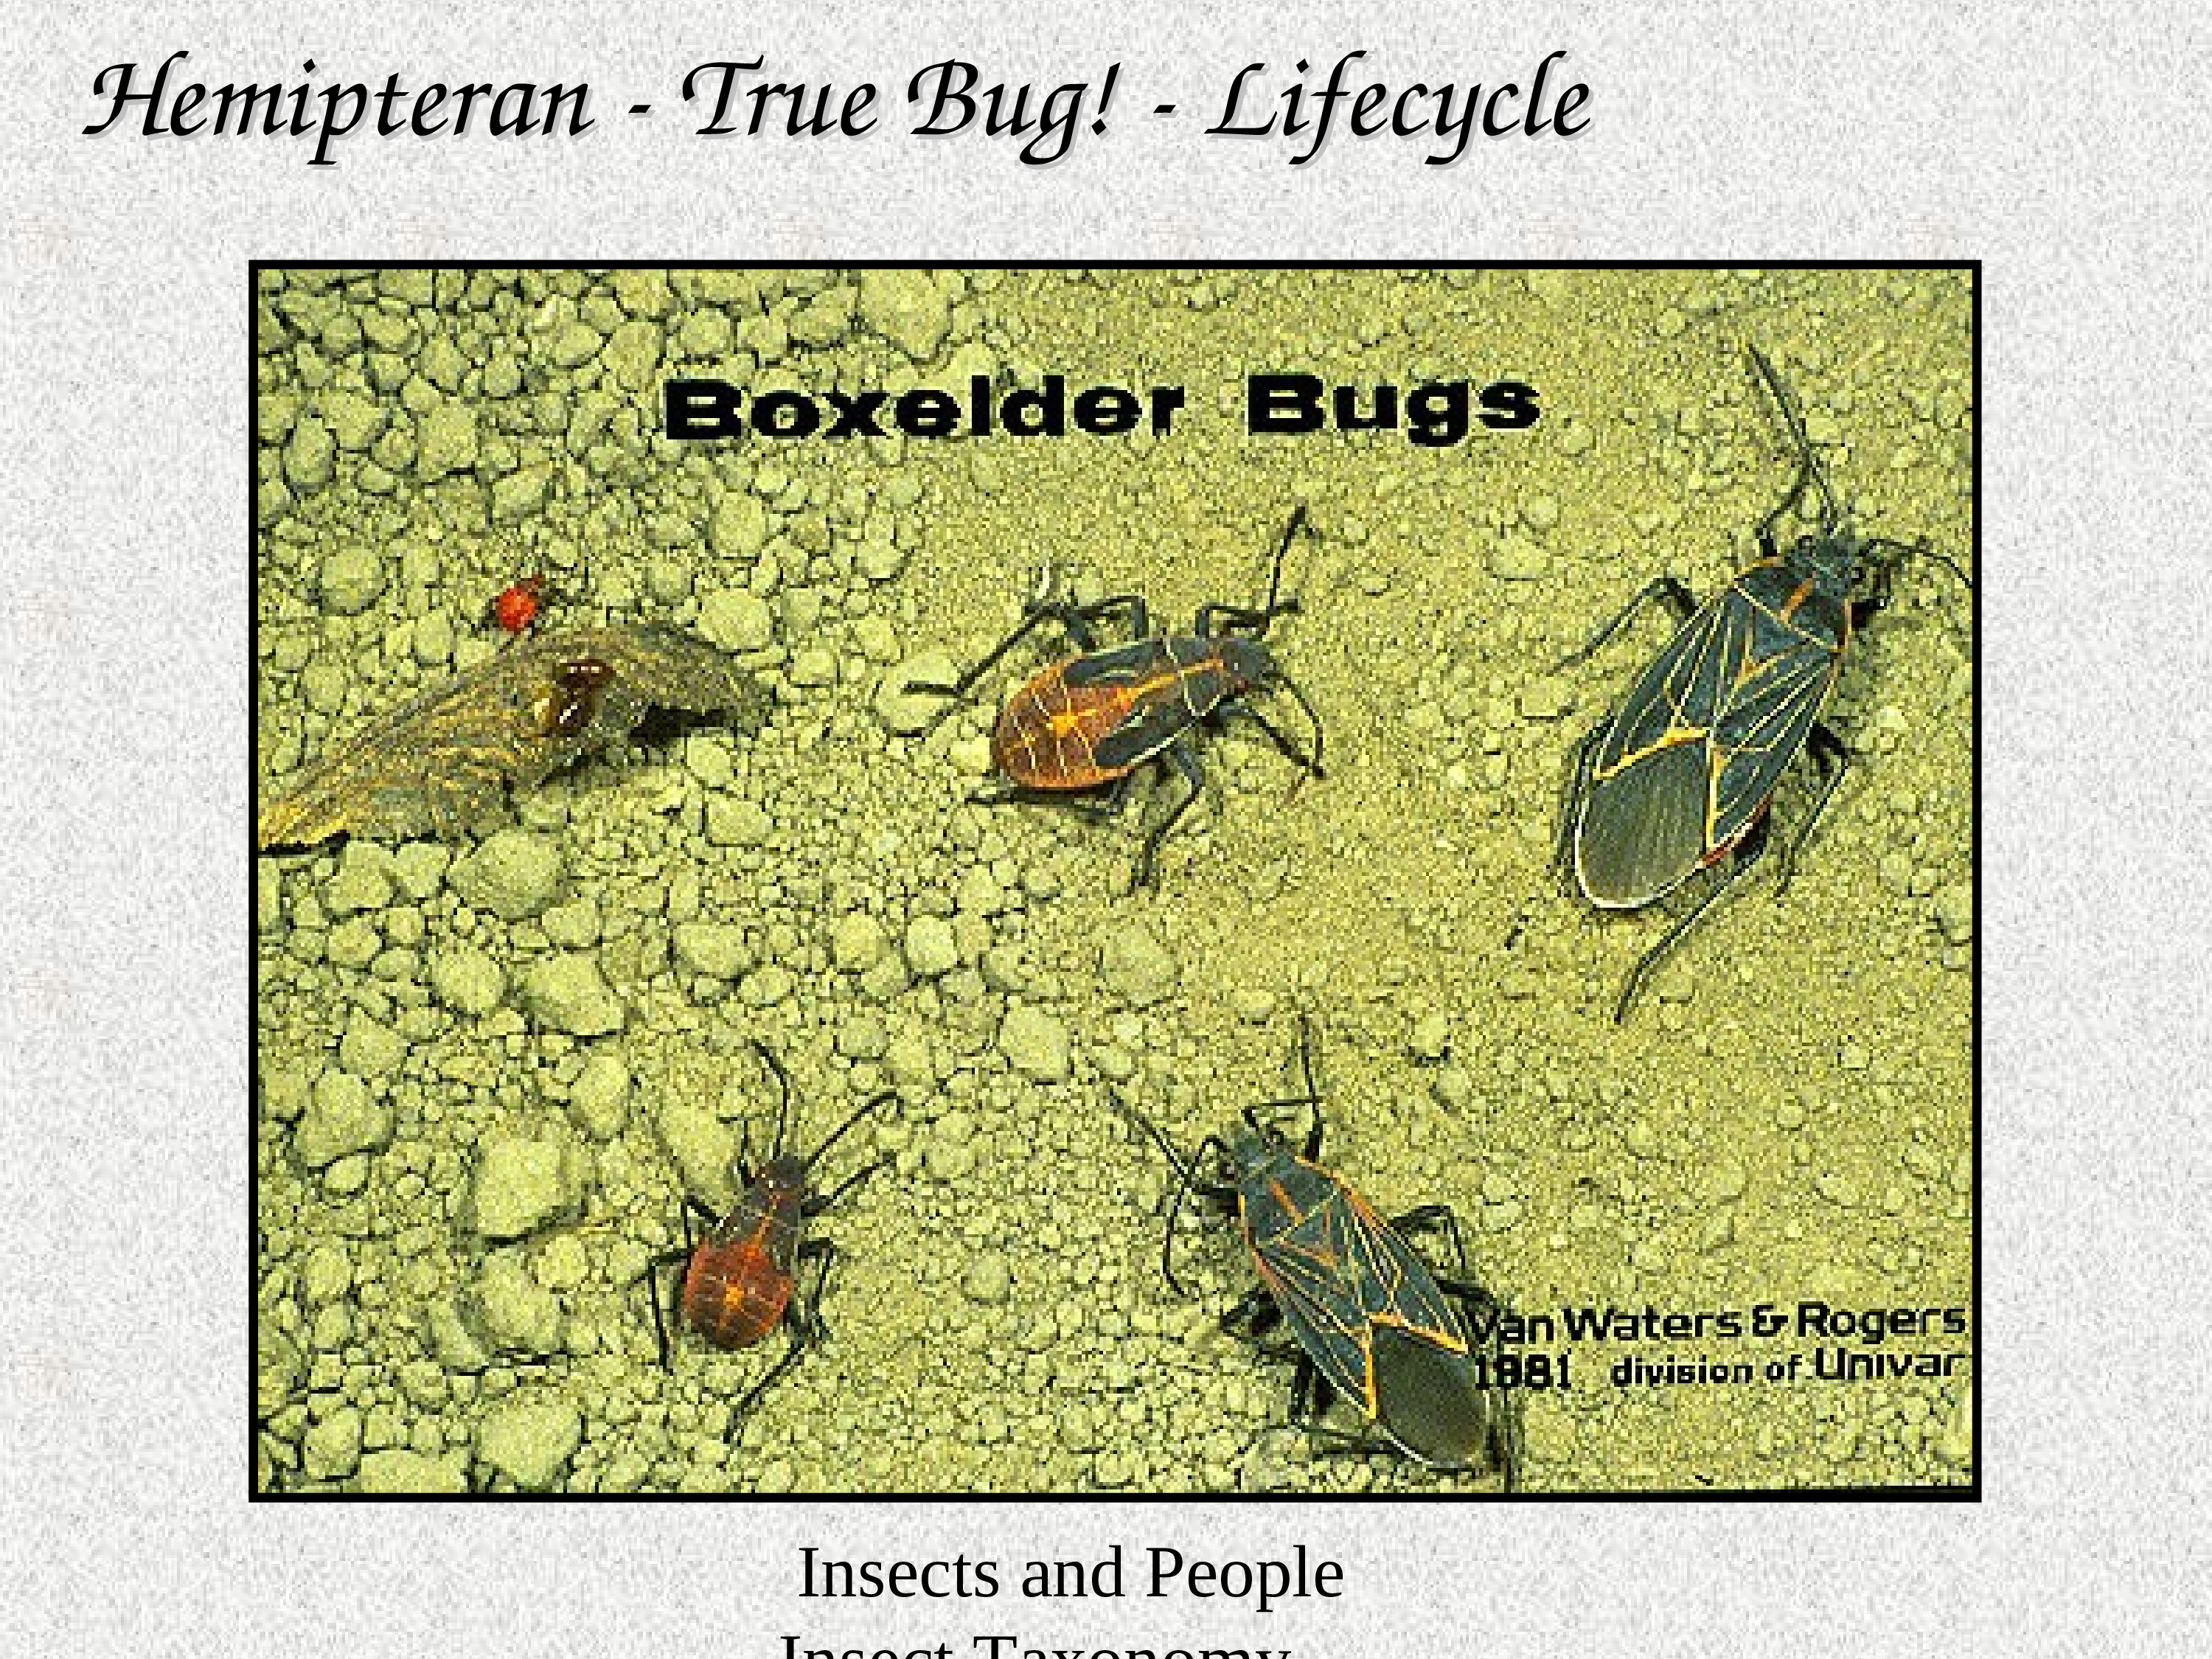 Hemipteran - True Bug! - Lifecycle
Boxelder Bugs
Van Waters & Rogers
1981 division of Univar
Insects and People
Insect Taxonomy